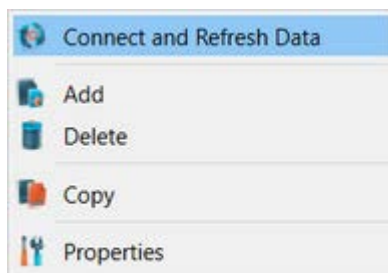 Connect and Refresh Data
Add
Delete
Copy
Properties